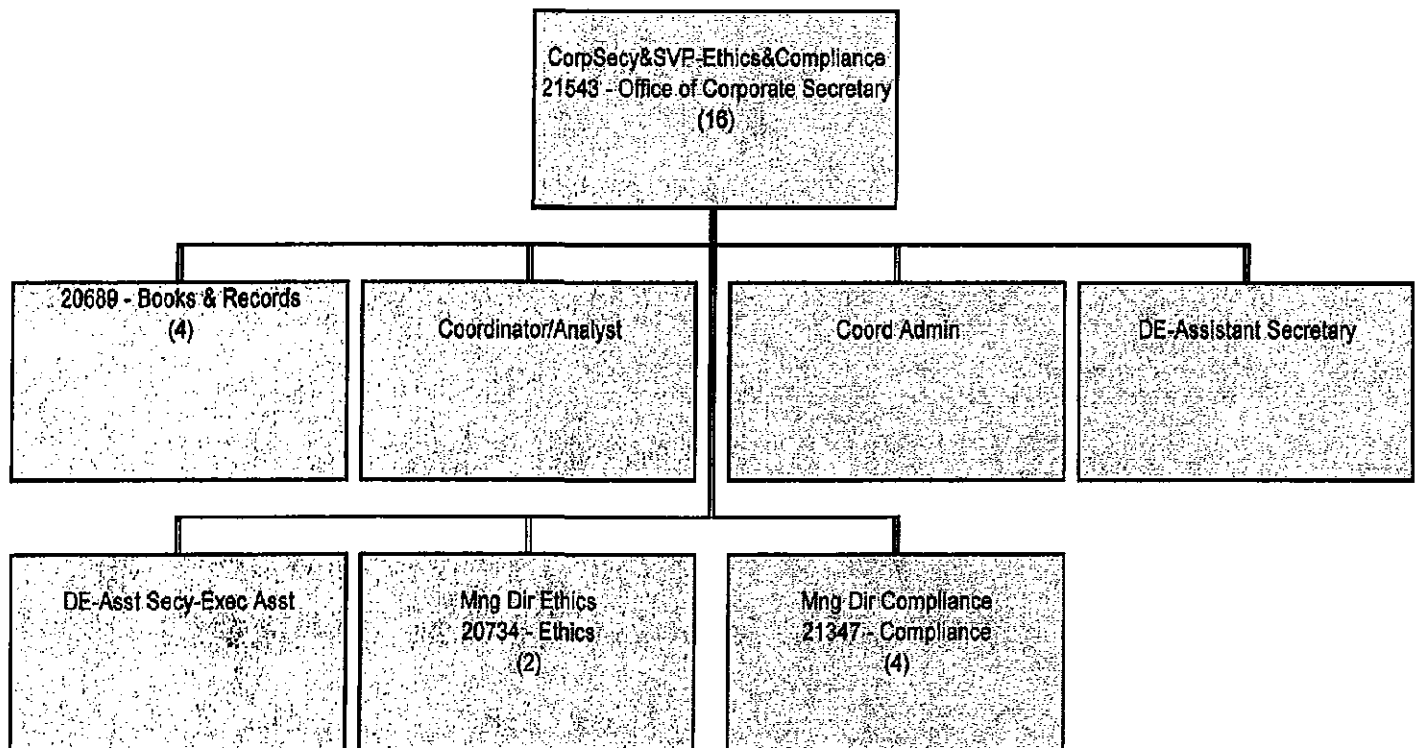 CorpSecy&SVP-Ethics&Compliance
21543 - Office of Corporate Secretary
(16)
20689 - Books & Records
(4)
Coordinator/Analyst
Coord Admin
DE-Assistant Secretary
DE-Asst Secy-Exec Asst
Mng Dir Ethics
20734 - Ethics
(2)
Mng Dir Compliance
21347 - Compliance
(4)